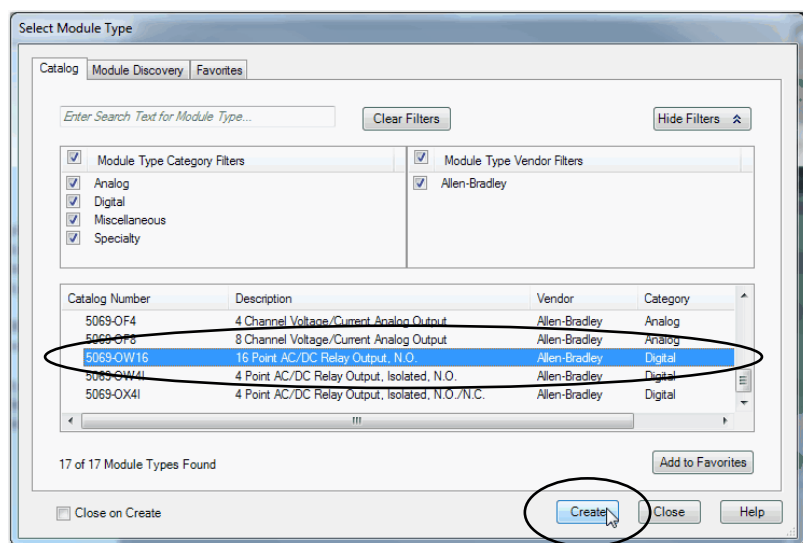 Select Module Type
Catalog Module Discovery Favorites
Enter Search Text for Module Type... Clear Filters Hide Filters
Module Type Category Filters Module Type Vendor Filters
Analog Allen-Bradley
Digital
Miscellaneous
Specialty
Catalog Number Description Vendor Category
5069-OF4 4 Channel Voltage/Current Analog Output Allen-Bradley Analog
5069-OF8 8 Channel Voltage/Current Analog Output Allen-Bradley Analog
5069-OW16 16 Point AC/DC Relay Output, N.O. Allen-Bradley Digital
5069-OW4I 4 Point AC/DC Relay Output, Isolated, N.O. Allen-Bradley Digital
5069-OX4I 4 Point AC/DC Relay Output, Isolated, N.O./N.C. Allen-Bradley Digital
17 of 17 Module Types Found Add to Favorites
Close on Create Create Close Help